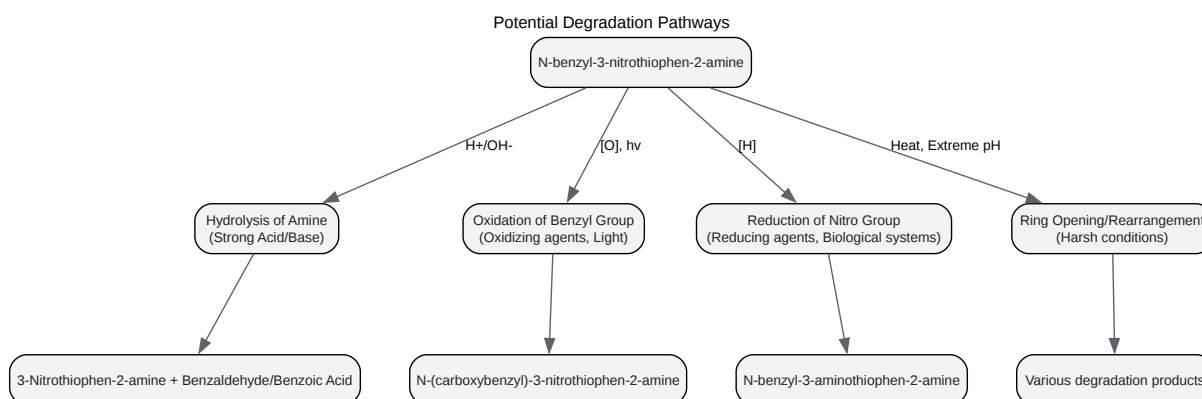 Potential Degradation Pathways
N-benzyl-3-nitrothiophen-2-amine
H+/OH-
[O], hv
[H]
Heat, Extreme pH
Hydrolysis of Amine
(Strong Acid/Base)
Oxidation of Benzyl Group
(Oxidizing agents, Light)
Reduction of Nitro Group
(Reducing agents, Biological systems)
Ring Opening/Rearrangement
(Harsh conditions)
3-Nitrothiophen-2-amine + Benzaldehyde/Benzoic Acid
N-(carboxybenzyl)-3-nitrothiophen-2-amine
N-benzyl-3-aminothiophen-2-amine
Various degradation products